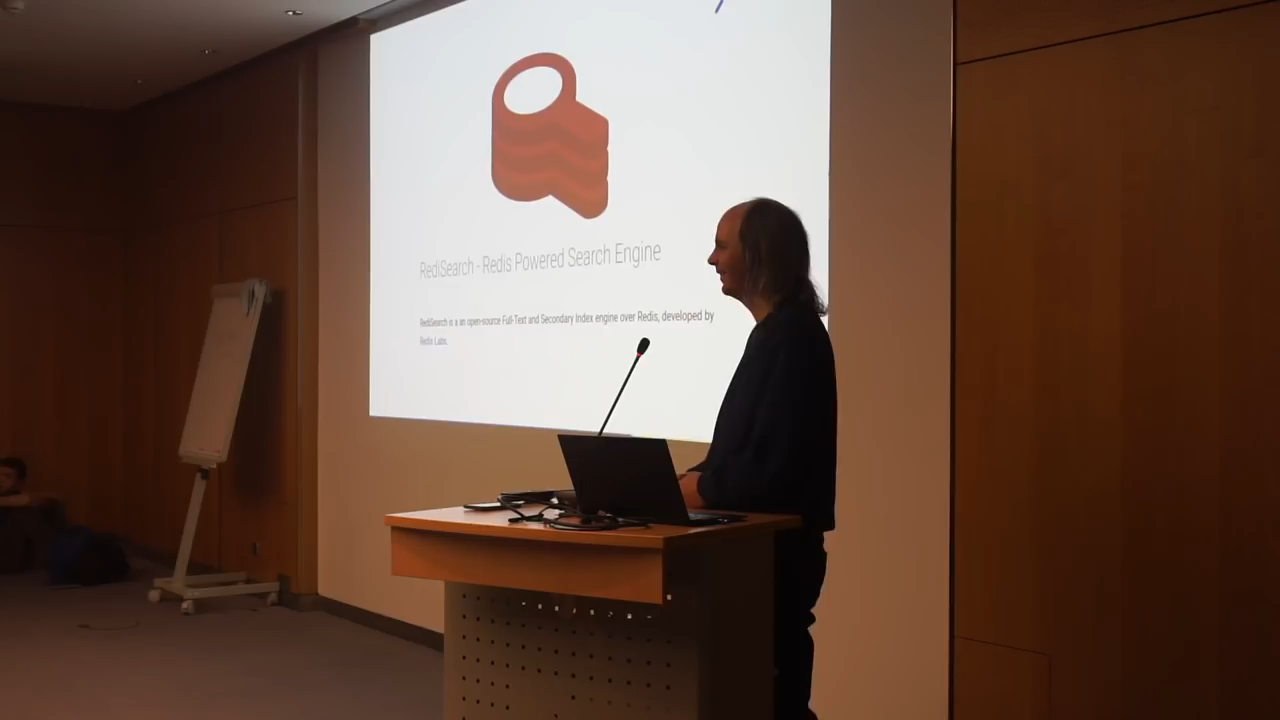 RediSearch - Redis Powered Search Engine
RediSearch is a an open-source Full-Text and Secondary Index engine over Redis, developed by
Redis Labs.